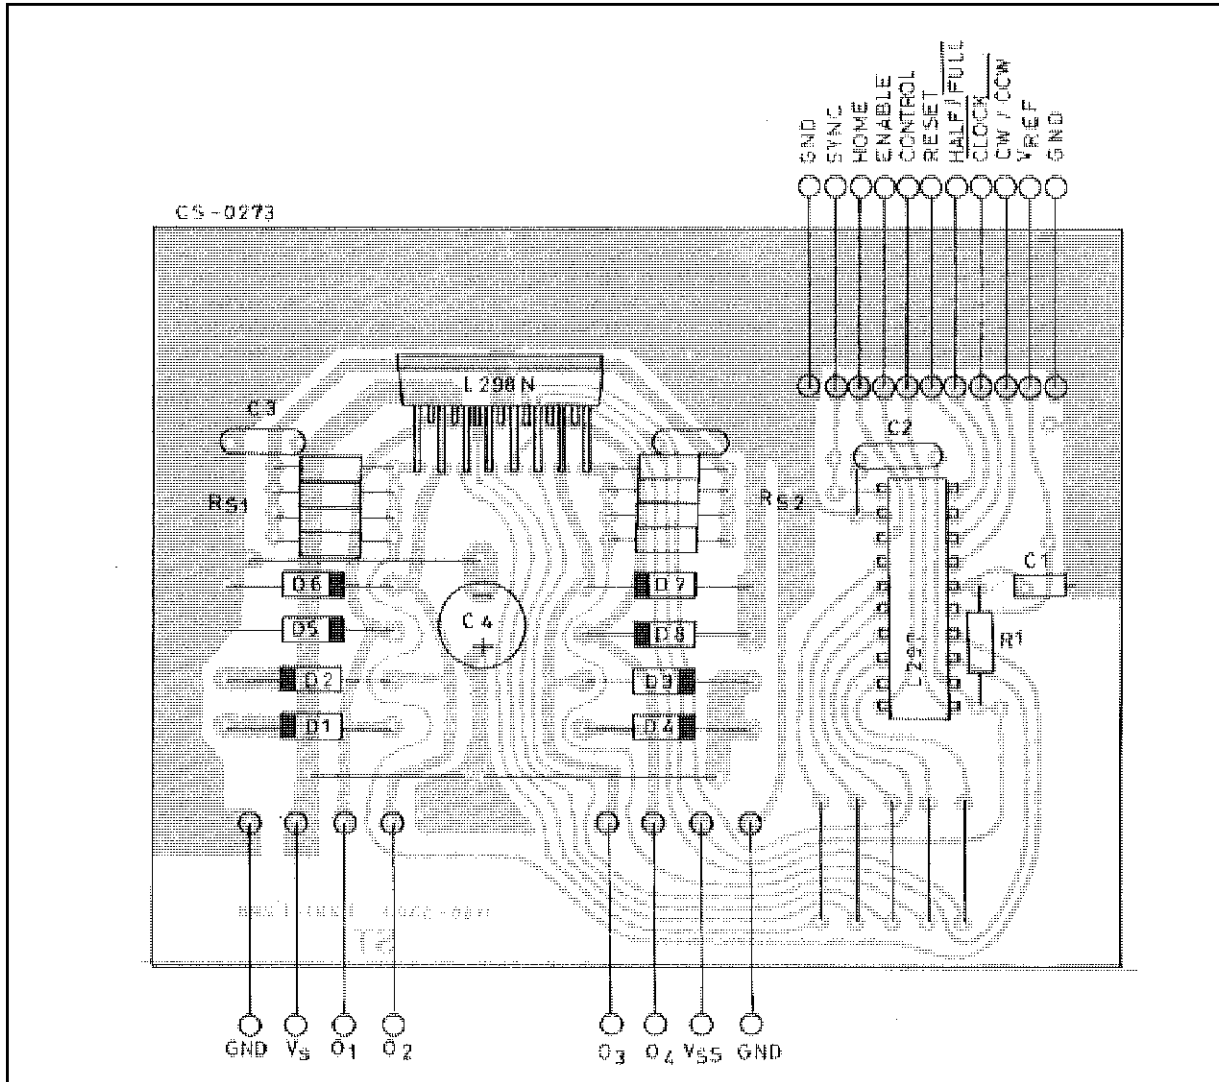 GND
SYNC
HOME
ENABLE
CONTROL
RESET
HALF/FULL
CLOCK
CW / CCW
VREF
GND
CS-0273
L298N
C3
C2
RS1
RS2
D6
D7
C1
C4
D5
D8
R1
D2
D3
D1
D4
GND VS O1 O2 O3 O4 VSS GND